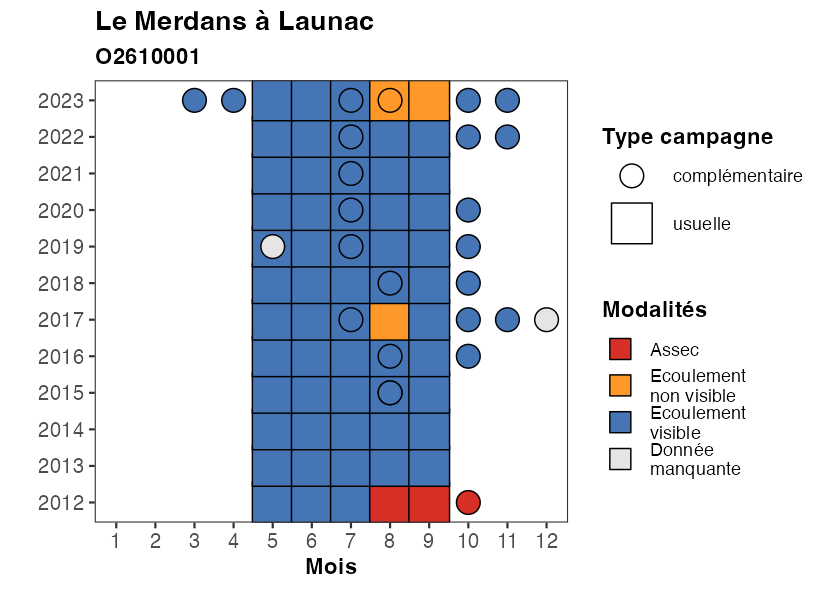 Le Merdans à Launac
O2610001
2023
2022
2021
2020
2019
2018
2017
2016
2015
2014
2013
2012
1 2 3 4 5 6 7 8 9 10 11 12
Mois
Type campagne
complémentaire
usuelle
Modalités
Assec
Ecoulement
non visible
Ecoulement
visible
Donnée
manquante